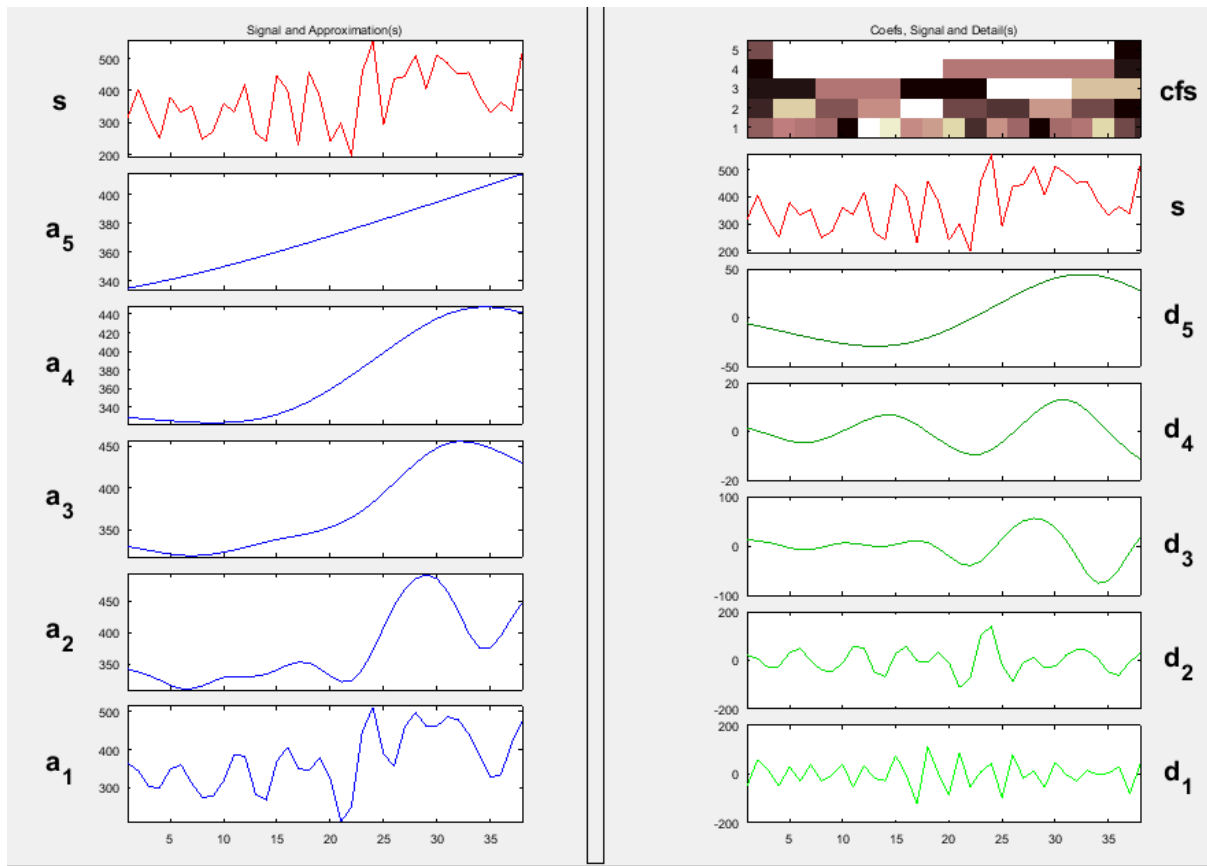 Signal and Approximation(s)
s
500
400
300
200
a5
400
380
360
340
a4
440
420
400
380
360
340
a3
450
400
350
a2
450
400
350
a1
500
400
300
5 10 15 20 25 30 35
Coefs, Signal and Detail(s)
5
4
3
2
1
cfs
500
400
300
200
s
50
0
-50
d5
20
0
-20
d4
100
0
-100
d3
200
0
-200
d2
200
0
-200
d1
5 10 15 20 25 30 35